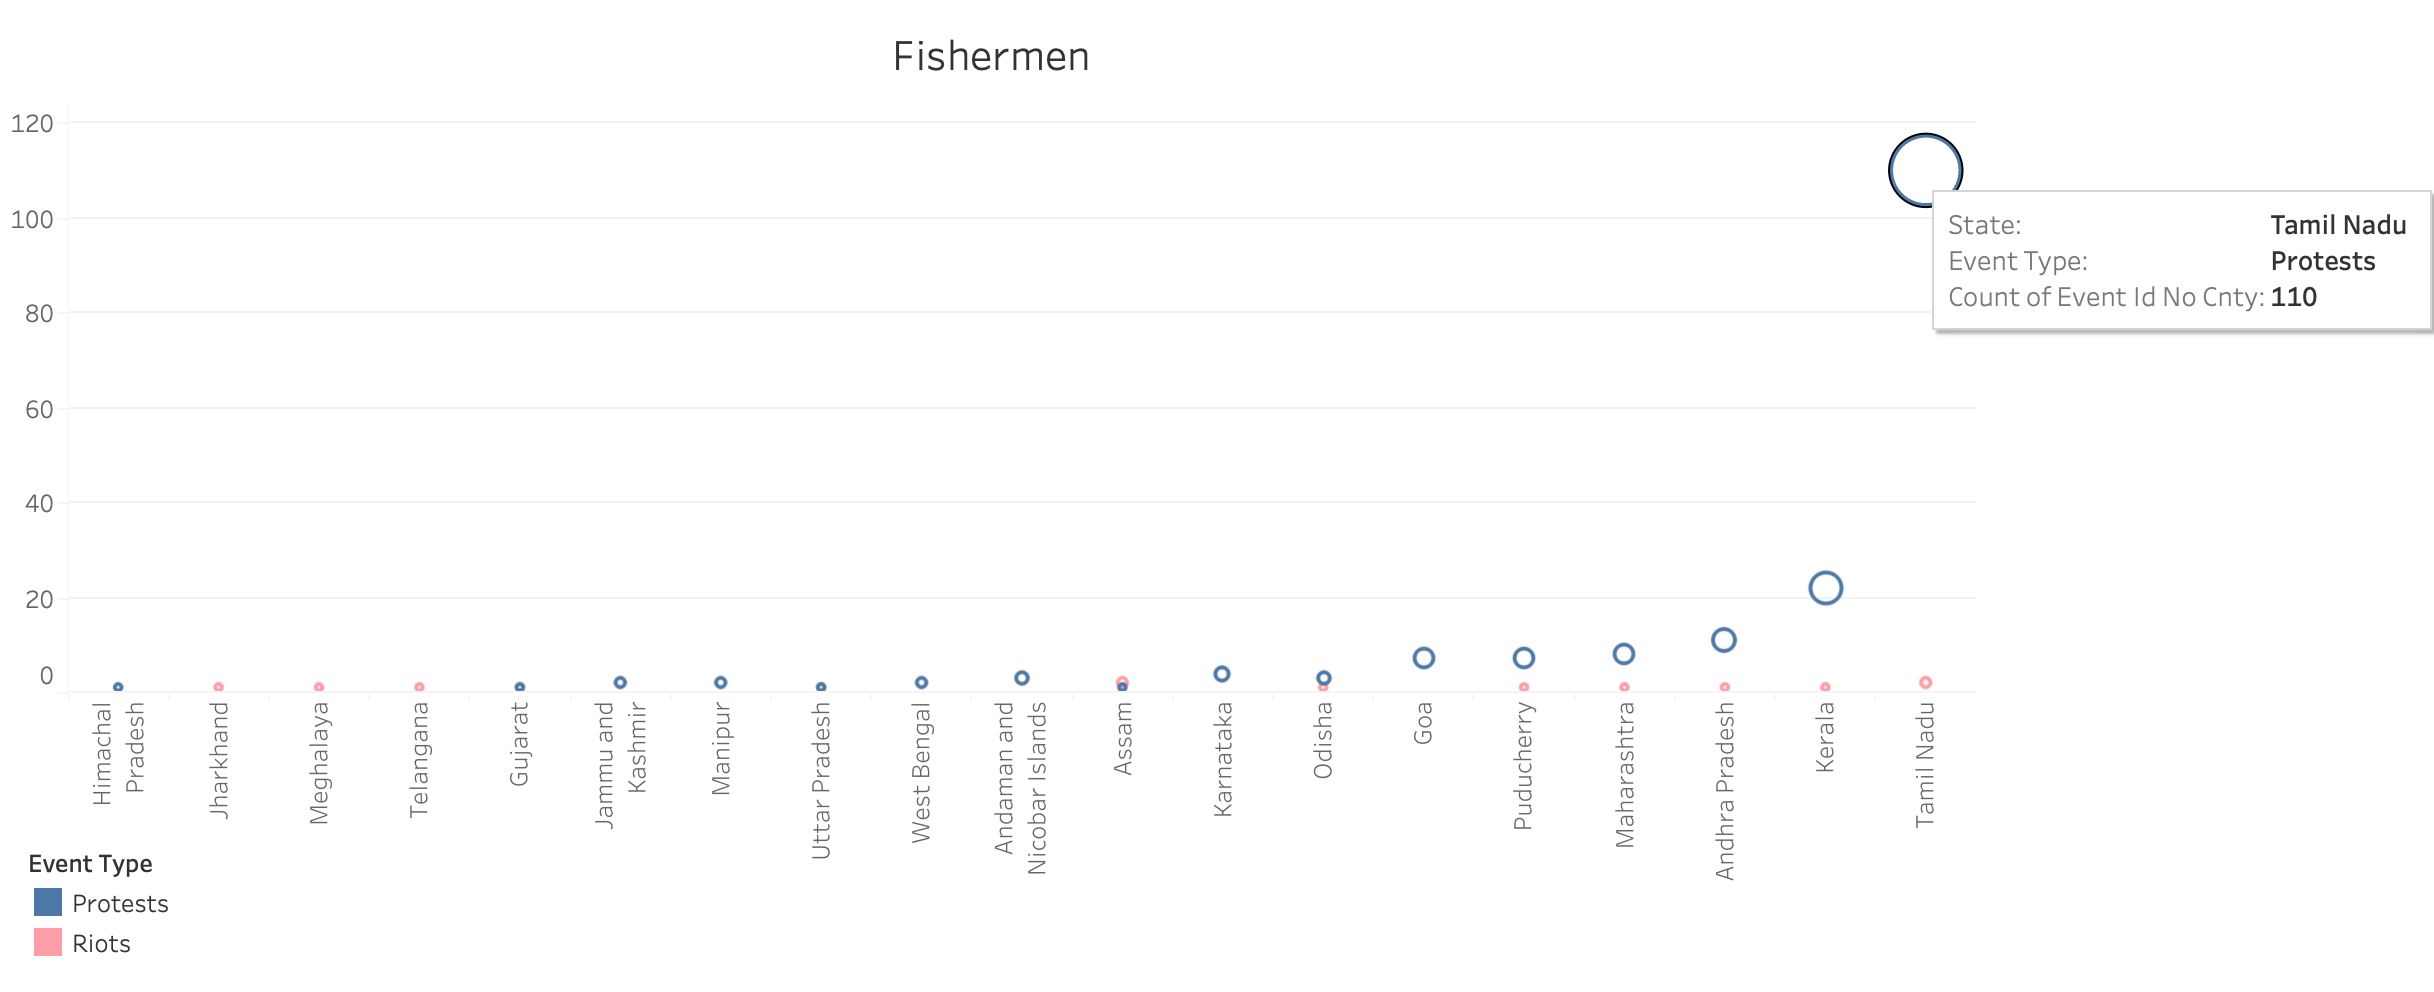 Fishermen
120
100
80
60
40
20
0
State: Tamil Nadu
Event Type: Protests
Count of Event Id No Cnty: 110
Himachal
Pradesh
Jharkhand
Meghalaya
Telangana
Gujarat
Jammu and
Kashmir
Manipur
Uttar Pradesh
West Bengal
Andaman and
Nicobar Islands
Assam
Karnataka
Odisha
Goa
Puducherry
Maharashtra
Andhra Pradesh
Kerala
Tamil Nadu
Event Type
Protests
Riots